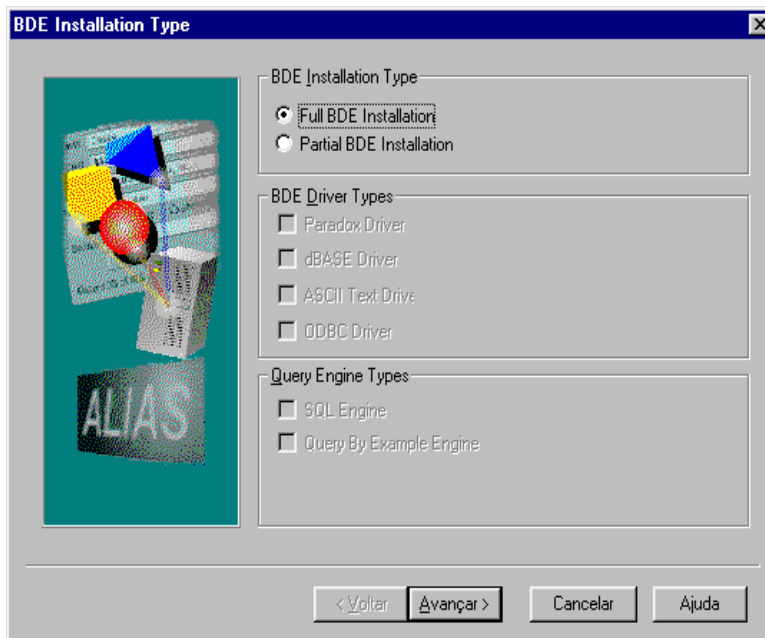 BDE Installation Type
BDE Installation Type
Full BDE Installation
Partial BDE Installation
BDE Driver Types
Paradox Driver
dBASE Driver
ASCII Text Drive
ODBC Driver
Query Engine Types
SQL Engine
Query By Example Engine
ALIAS
< Voltar
Avançar >
Cancelar
Ajuda